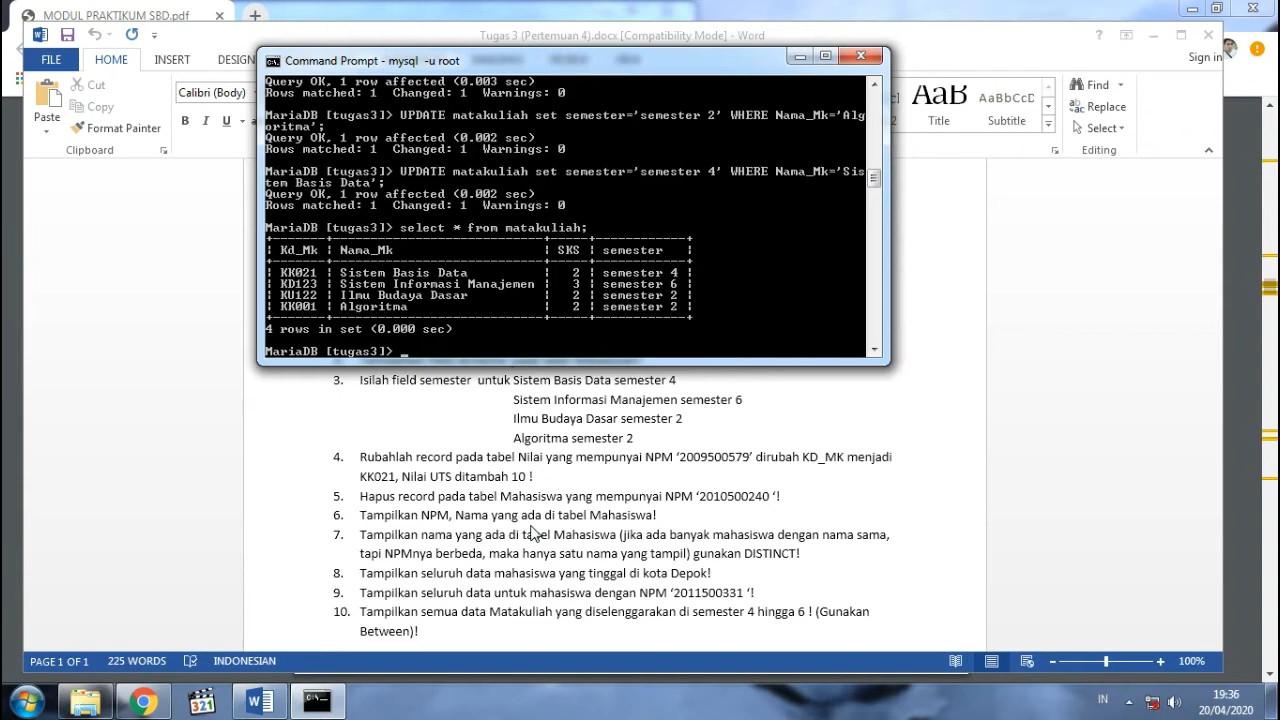 MODUL PRAKTIKUM SBD.pdf
Tugas 3 (Pertemuan 4).docx [Compatibility Mode] - Word
Sign in
FILE HOME INSERT DESIGN
Cut
Copy
Format Painter
Paste
Clipboard
Calibri (Body)
B I U
AaB
Title
AaBbCcD
Subtitle
Find
Replace
Select
Editing
Command Prompt - mysql -u root
Query OK, 1 row affected (0.003 sec)
Rows matched: 1 Changed: 1 Warnings: 0
MariaDB [tugas3]> UPDATE matakuliah set semester='semester 2' WHERE Nama_Mk='Alg
oritma';
Query OK, 1 row affected (0.002 sec)
Rows matched: 1 Changed: 1 Warnings: 0
MariaDB [tugas3]> UPDATE matakuliah set semester='semester 4' WHERE Nama_Mk='Sis
tem Basis Data';
Query OK, 1 row affected (0.002 sec)
Rows matched: 1 Changed: 1 Warnings: 0
MariaDB [tugas3]> select * from matakuliah;
| Kd_Mk | Nama_Mk | SKS | semester |
| KK021 | Sistem Basis Data | 2 | semester 4 |
| KD123 | Sistem Informasi Manajemen | 3 | semester 6 |
| KU122 | Ilmu Budaya Dasar | 2 | semester 2 |
| KK001 | Algoritma | 2 | semester 2 |
4 rows in set (0.000 sec)
MariaDB [tugas3]> _
3. Isilah field semester untuk Sistem Basis Data semester 4
Sistem Informasi Manajemen semester 6
Ilmu Budaya Dasar semester 2
Algoritma semester 2
4. Rubahlah record pada tabel Nilai yang mempunyai NPM ‘2009500579’ dirubah KD_MK menjadi
KK021, Nilai UTS ditambah 10 !
5. Hapus record pada tabel Mahasiswa yang mempunyai NPM ‘2010500240 ‘!
6. Tampilkan NPM, Nama yang ada di tabel Mahasiswa!
7. Tampilkan nama yang ada di tabel Mahasiswa (jika ada banyak mahasiswa dengan nama sama,
tapi NPMnya berbeda, maka hanya satu nama yang tampil) gunakan DISTINCT!
8. Tampilkan seluruh data mahasiswa yang tinggal di kota Depok!
9. Tampilkan seluruh data untuk mahasiswa dengan NPM ‘2011500331 ‘!
10. Tampilkan semua data Matakuliah yang diselenggarakan di semester 4 hingga 6 ! (Gunakan
Between)!
PAGE 1 OF 1 225 WORDS INDONESIAN
100%
IN
19:36
20/04/2020